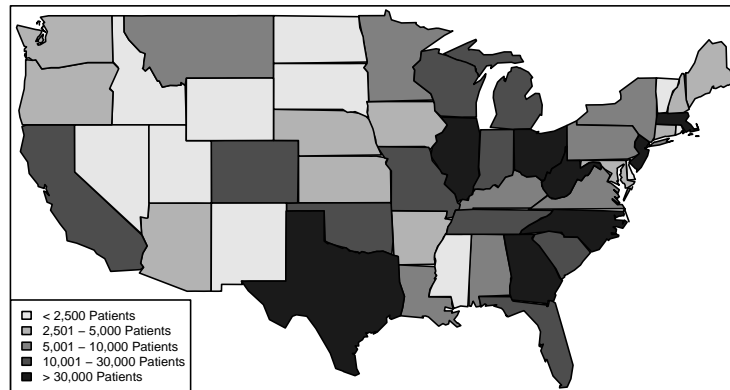 < 2,500 Patients
2,501 – 5,000 Patients
5,001 – 10,000 Patients
10,001 – 30,000 Patients
> 30,000 Patients